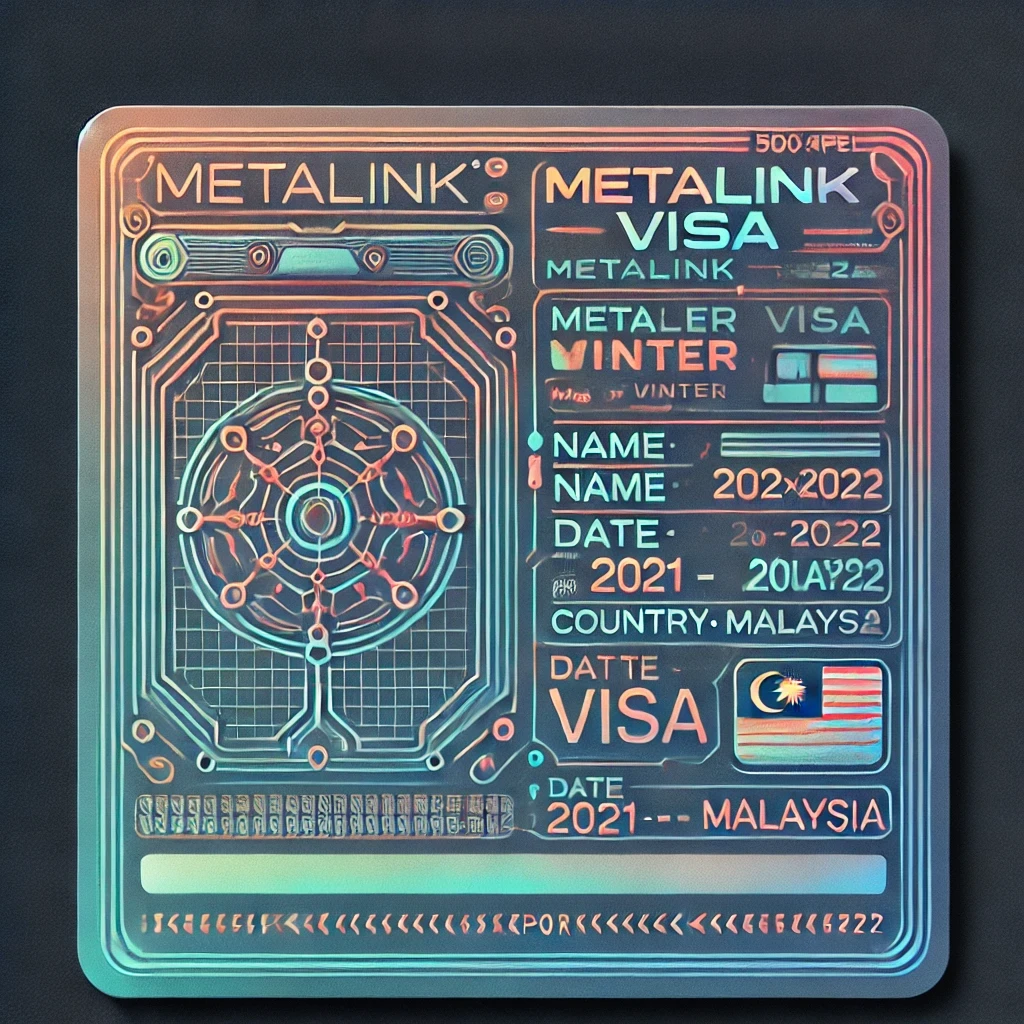 METALINK
METALINK
VISA
METALINK
METALER VISA
VINTER
VINTER
NAME
NAME 202 2022
DATE 2022
2021 - 20LAY22
COUNTRY· MALAYS2
DATTE -
VISA
DATE
2021--- MALAYSIA